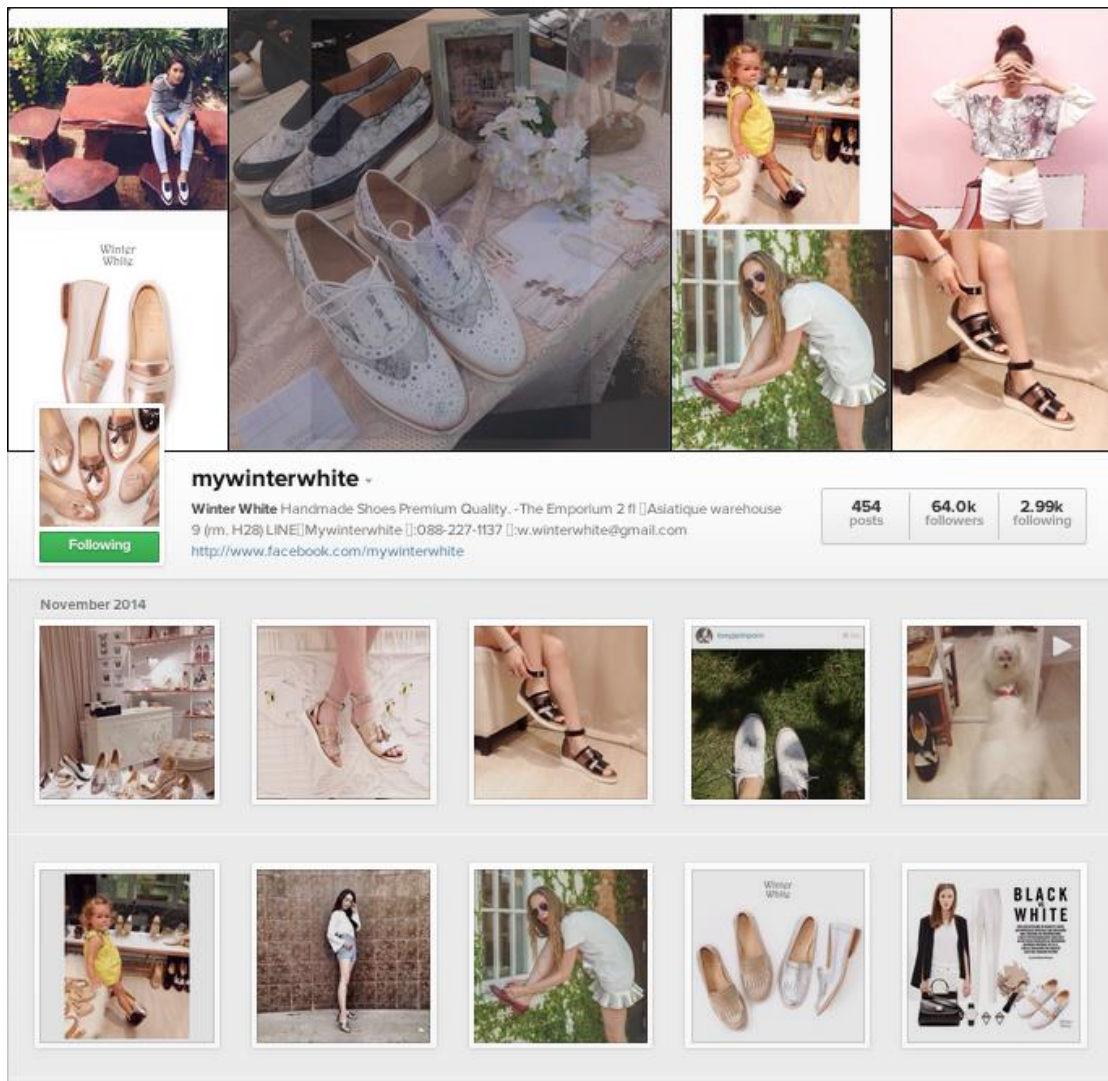 Winter
White
mywinterwhite
Winter White Handmade Shoes Premium Quality. -The Emporium 2 fl ▯Asiatique warehouse
9 (rm. H28) LINE▯Mywinterwhite ▯:088-227-1137 ▯:w.winterwhite@gmail.com
http://www.facebook.com/mywinterwhite
454
posts
64.0k
followers
2.99k
following
Following
November 2014
Winter
White
BLACK
WHITE